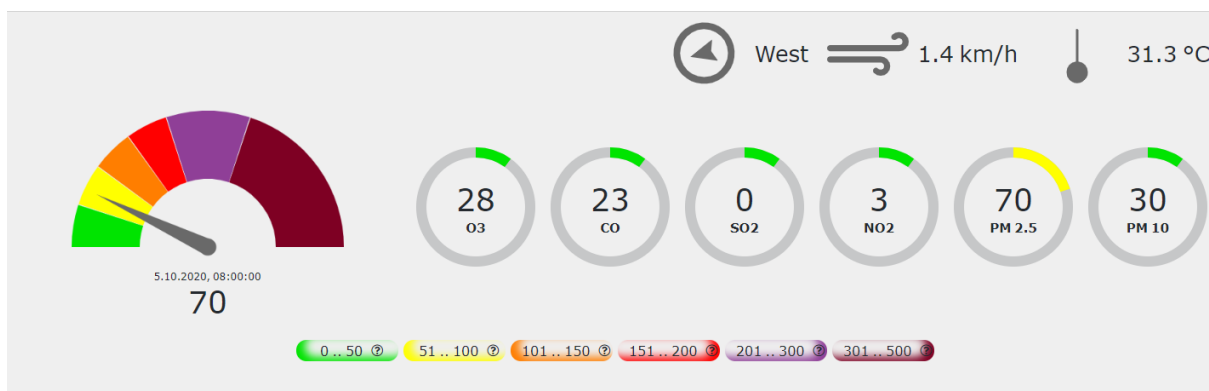 West 1.4 km/h 31.3 °C
28 23 0 3 70 30
O3 CO SO2 NO2 PM 2.5 PM 10
5.10.2020, 08:00:00
70
0 .. 50 ? 51 .. 100 ? 101 .. 150 ? 151 .. 200 ? 201 .. 300 ? 301 .. 500 ?